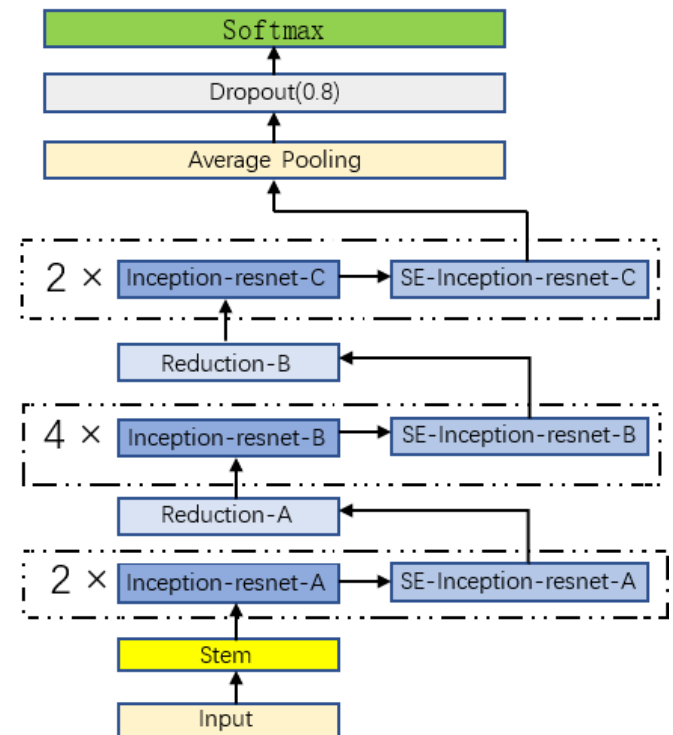 Softmax
Dropout(0.8)
Average Pooling
2 × Inception-resnet-C SE-Inception-resnet-C
Reduction-B
4 × Inception-resnet-B SE-Inception-resnet-B
Reduction-A
2 × Inception-resnet-A SE-Inception-resnet-A
Stem
Input